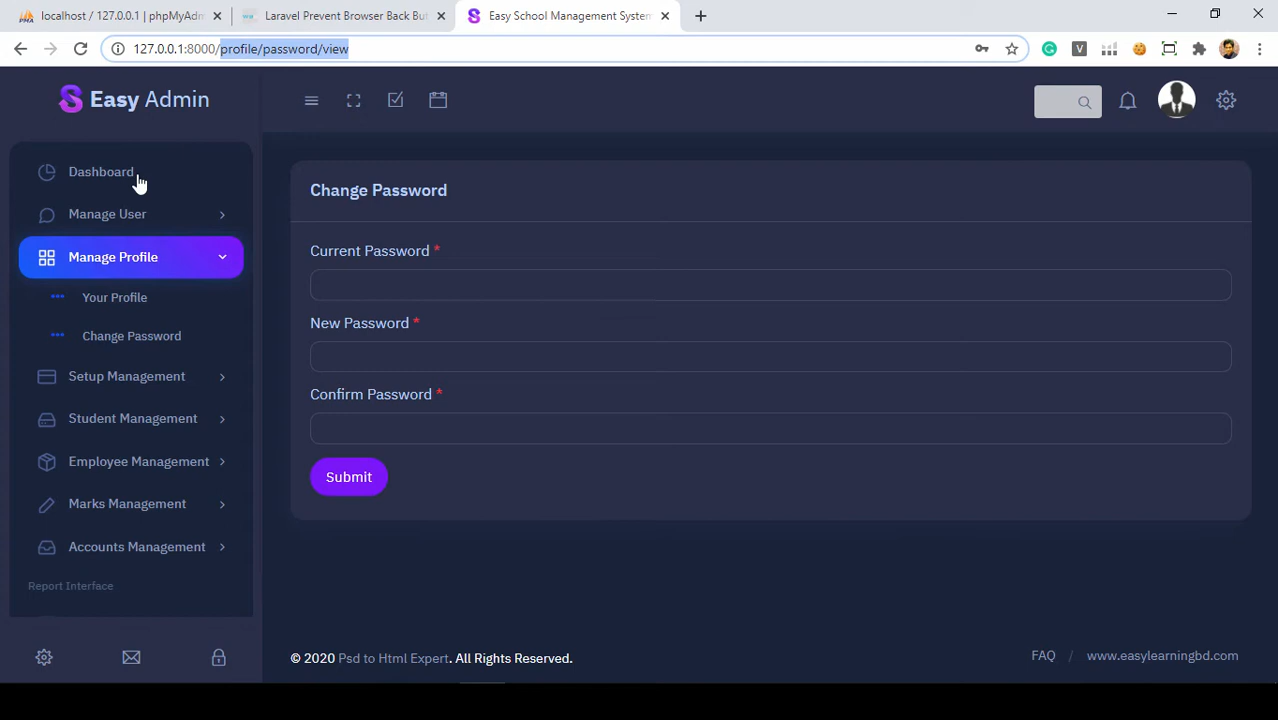 localhost / 127.0.0.1 | phpMyAdm
Laravel Prevent Browser Back But
Easy School Management System
127.0.0.1:8000/profile/password/view
Easy Admin
Dashboard
Manage User
Manage Profile
Your Profile
Change Password
Setup Management
Student Management
Employee Management
Marks Management
Accounts Management
Report Interface
Change Password
Current Password *
New Password *
Confirm Password *
Submit
© 2020 Psd to Html Expert. All Rights Reserved.
FAQ / www.easylearningbd.com